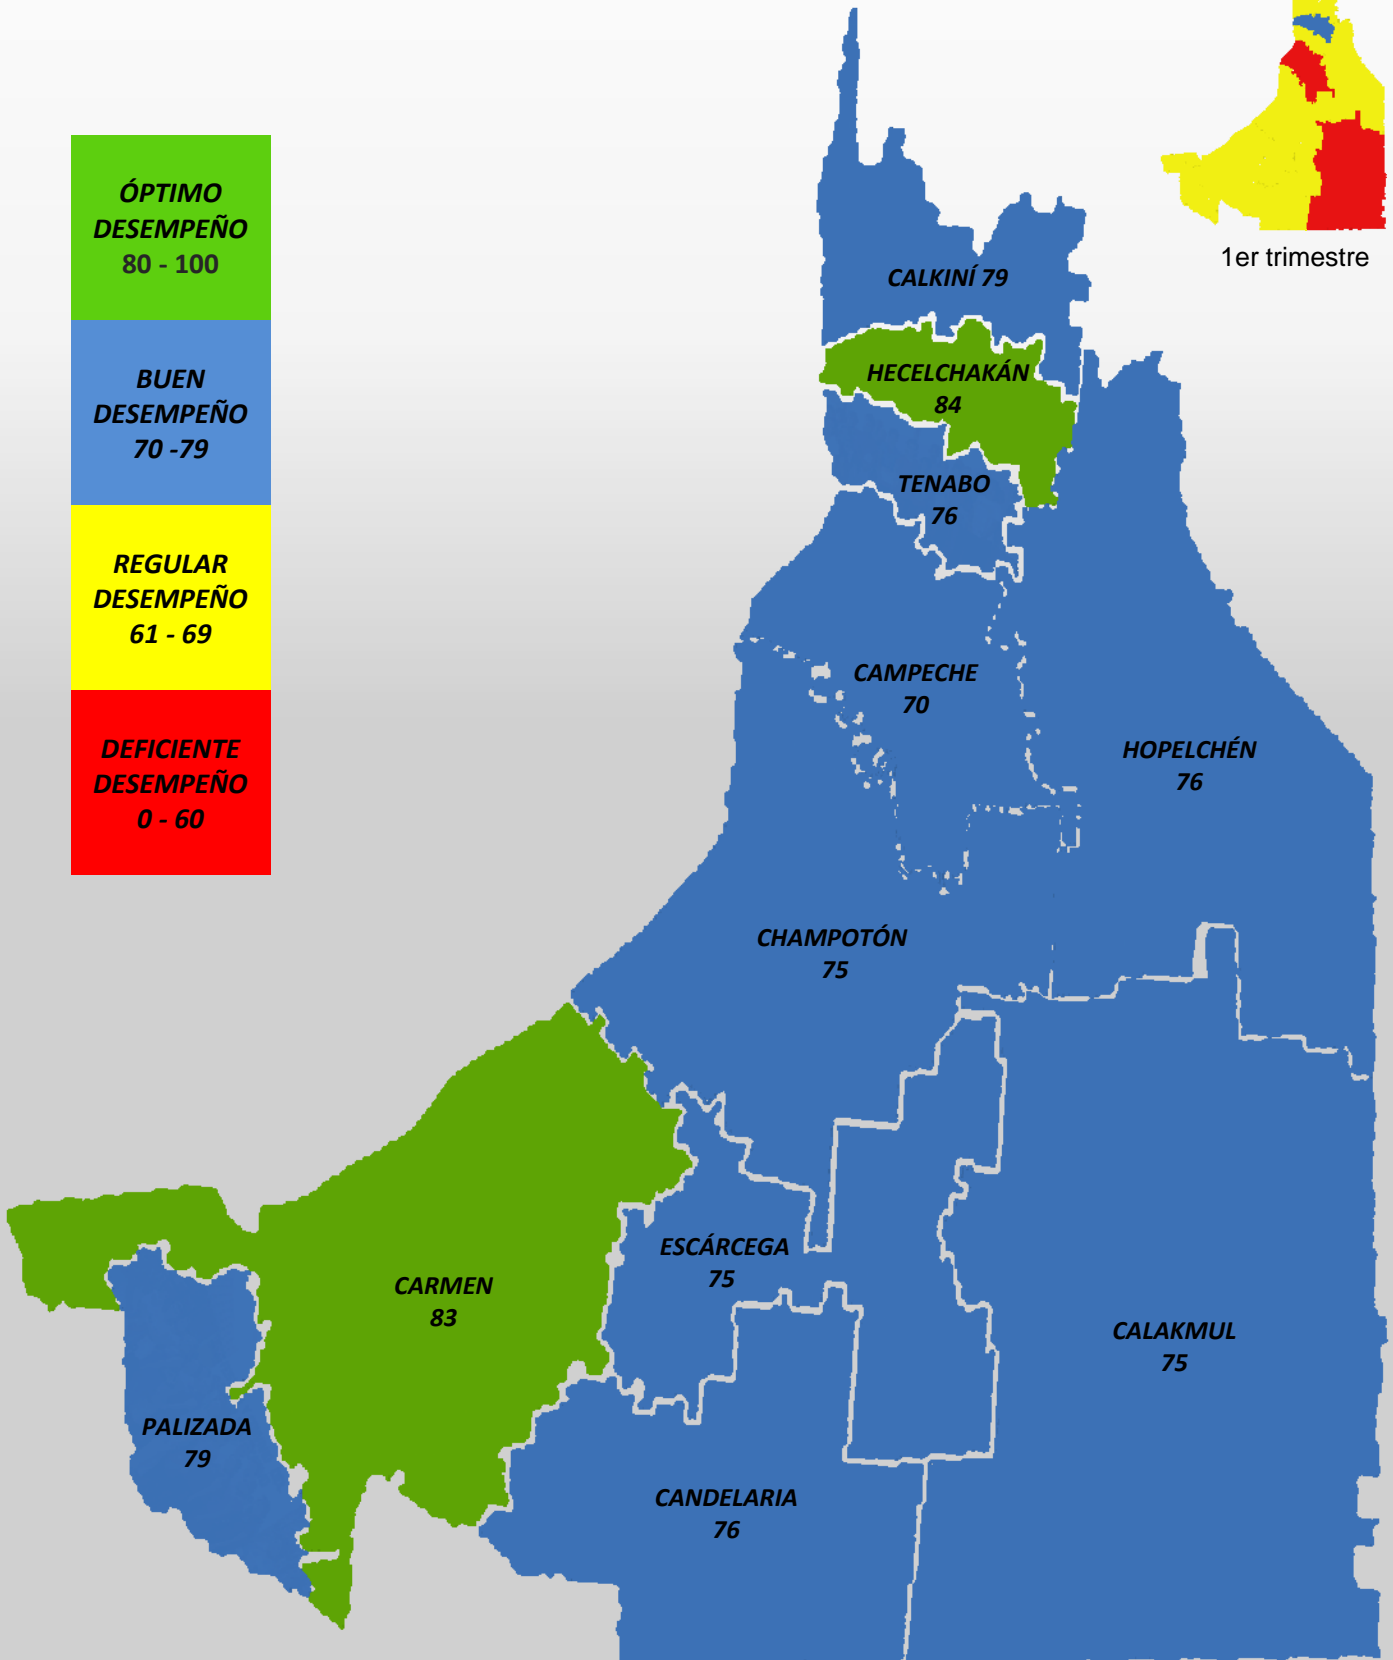 ÓPTIMO
DESEMPEÑO
80 - 100
BUEN
DESEMPEÑO
70 -79
REGULAR
DESEMPEÑO
61 - 69
DEFICIENTE
DESEMPEÑO
0 - 60
1er trimestre
CALKINÍ 79
HECELCHAKÁN
84
TENABO
76
CAMPECHE
70
HOPELCHÉN
76
CHAMPOTÓN
75
ESCÁRCEGA
75
CARMEN
83
CALAKMUL
75
PALIZADA
79
CANDELARIA
76